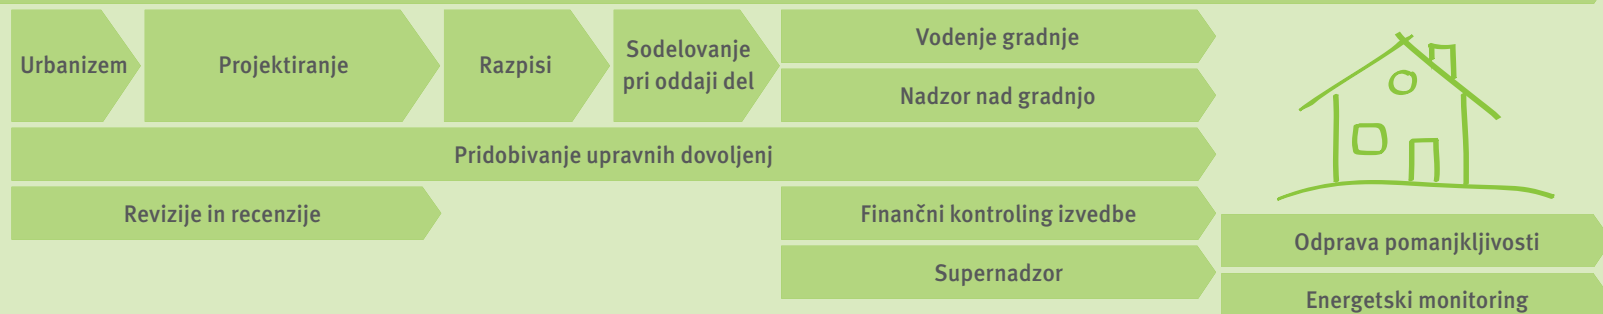 Urbanizem
Projektiranje
Razpisi
Sodelovanje
pri oddaji del
Vodenje gradnje
Nadzor nad gradnjo
Pridobivanje upravnih dovoljenj
Revizije in recenzije
Finančni kontroling izvedbe
Supernadzor
Odprava pomanjkljivosti
Energetski monitoring